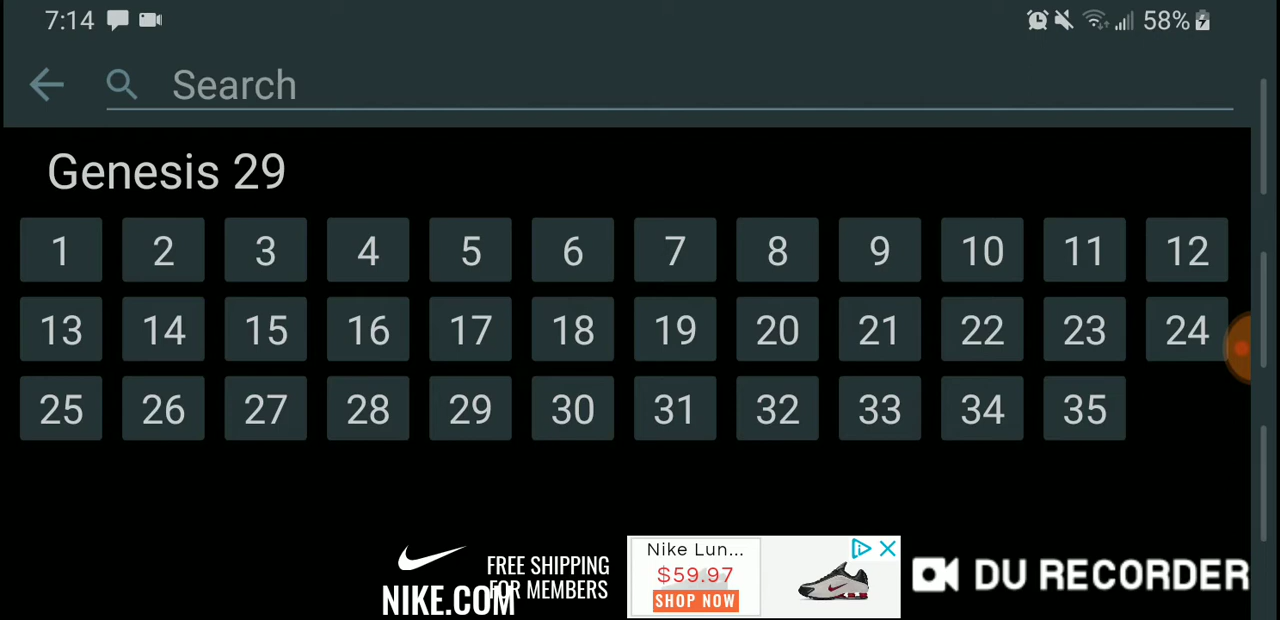 7:14 58%
Search
Genesis 29
1 2 3 4 5 6 7 8 9 10 11 12
13 14 15 16 17 18 19 20 21 22 23 24
25 26 27 28 29 30 31 32 33 34 35
NIKE.COM
FREE SHIPPING
FOR MEMBERS
Nike Lun...
$59.97
SHOP NOW
DU RECORDER